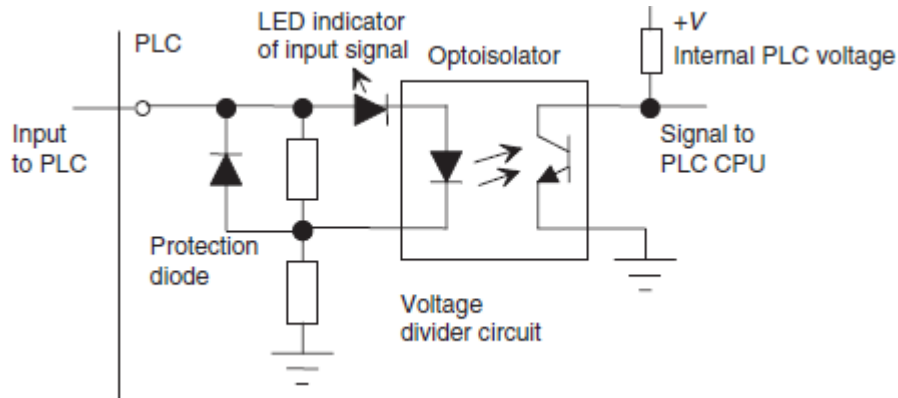 PLC
LED indicator
of input signal
Optoisolator
+V
Internal PLC voltage
Input
to PLC
Signal to
PLC CPU
Protection
diode
Voltage
divider circuit